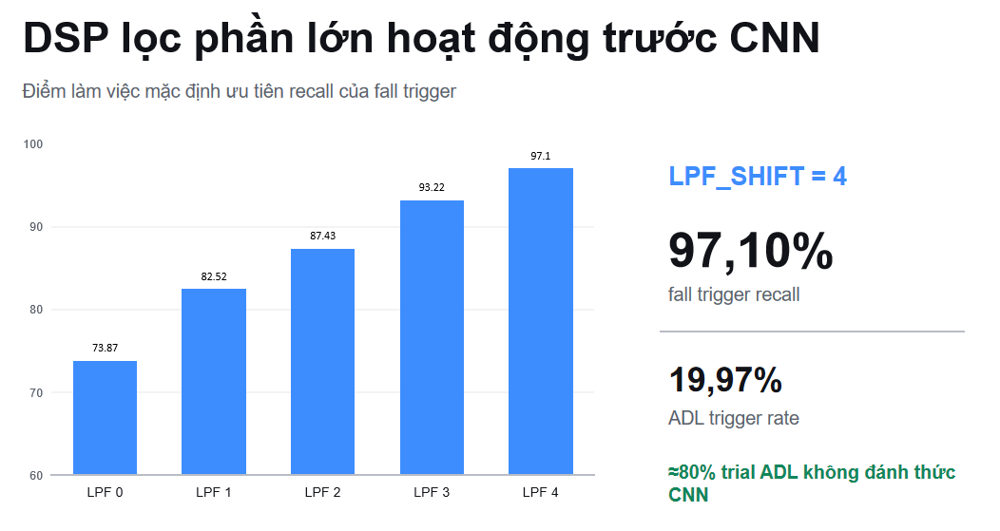 DSP lọc phần lớn hoạt động trước CNN
Điểm làm việc mặc định ưu tiên recall của fall trigger
100
90
80
70
60
73.87
82.52
87.43
93.22
97.1
LPF 0
LPF 1
LPF 2
LPF 3
LPF 4
LPF_SHIFT = 4
97,10%
fall trigger recall
19,97%
ADL trigger rate
≈80% trial ADL không đánh thức
CNN